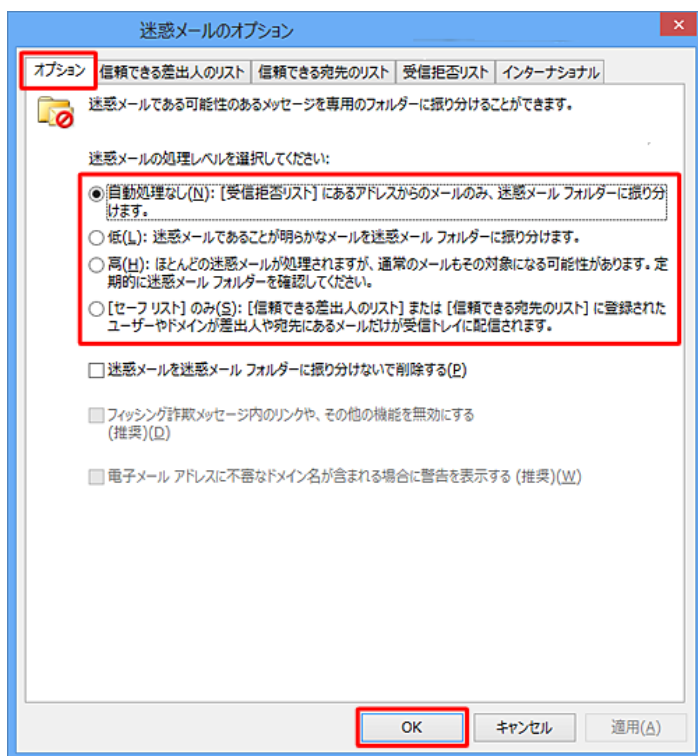 迷惑メールのオプション
オプション 信頼できる差出人のリスト 信頼できる宛先のリスト 受信拒否リスト インターナショナル
迷惑メールである可能性のあるメッセージを専用のフォルダーに振り分けることができます。
迷惑メールの処理レベルを選択してください:
自動処理なし(N): [受信拒否リスト] にあるアドレスからのメールのみ、迷惑メール フォルダーに振り分
けます。
低(L): 迷惑メールであることが明らかなメールを迷惑メール フォルダーに振り分けます。
高(H): ほとんどの迷惑メールが処理されますが、通常のメールもその対象になる可能性があります。定
期的に迷惑メール フォルダーを確認してください。
[セーフ リスト] のみ(S): [信頼できる差出人のリスト] または [信頼できる宛先のリスト] に登録された
ユーザーやドメインが差出人や宛先にあるメールだけが受信トレイに配信されます。
迷惑メールを迷惑メール フォルダーに振り分けないで削除する(P)
フィッシング詐欺メッセージ内のリンクや、その他の機能を無効にする
(推奨)(D)
電子メール アドレスに不審なドメイン名が含まれる場合に警告を表示する (推奨)(W)
OK キャンセル 適用(A)